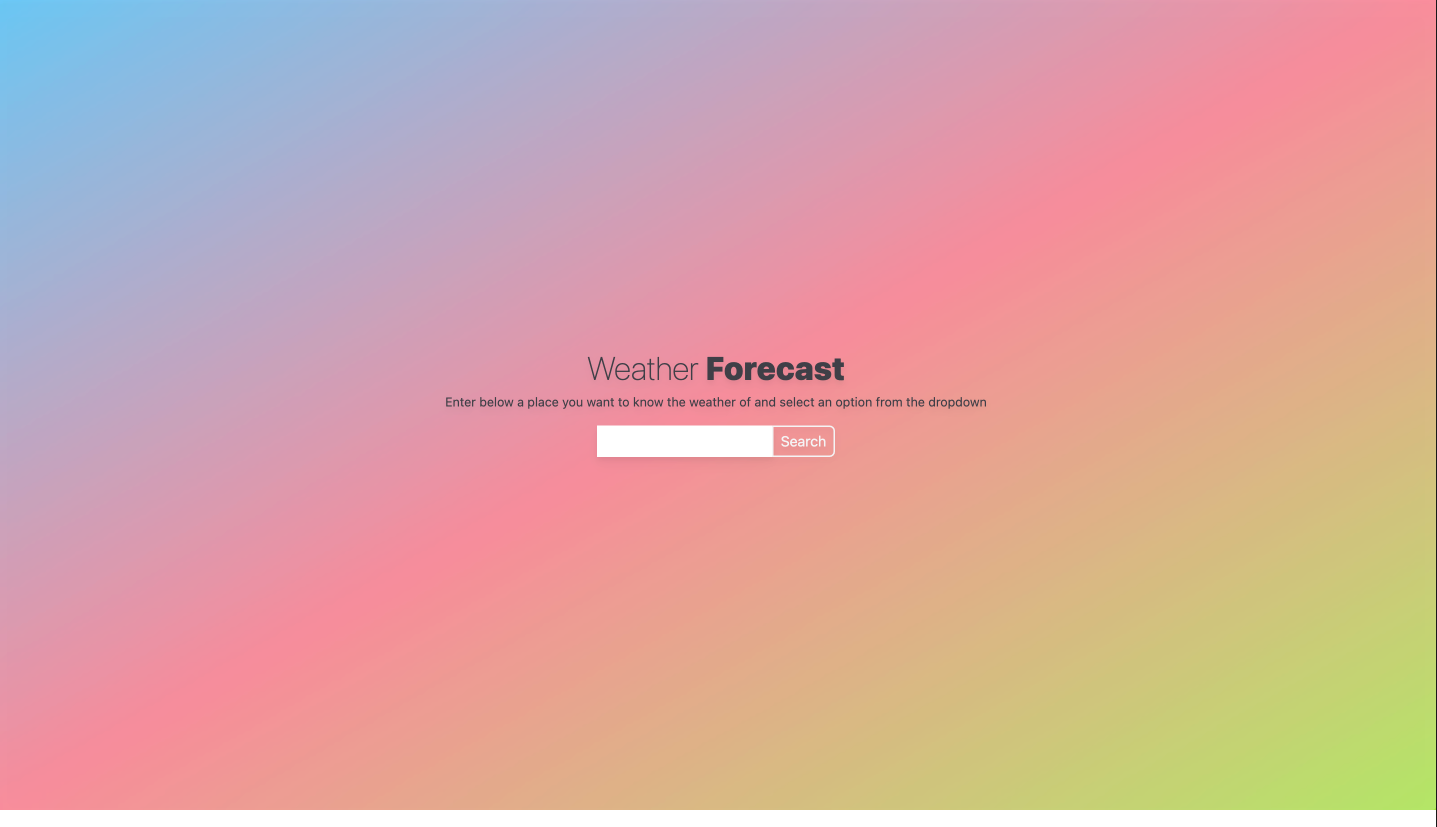 Weather Forecast
Enter below a place you want to know the weather of and select an option from the dropdown
Search